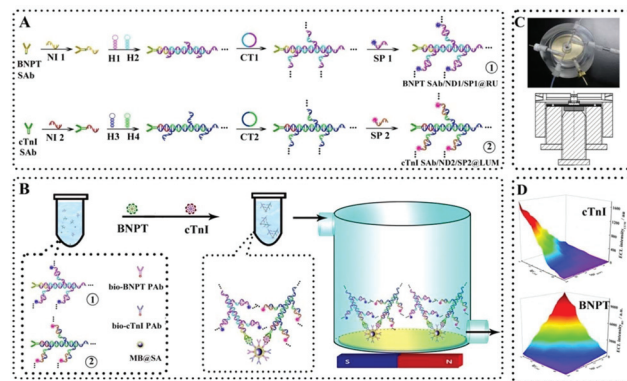 A
BNPT
SAb
NI 1
H1 H2
CT1
SP 1
①
BNPT SAb/ND1/SP1@RU
cTnI
SAb
NI 2
H3 H4
CT2
SP 2
②
cTnI SAb/ND2/SP2@LUM
C
B
BNPT
cTnI
①
②
bio-BNPT PAb
bio-cTnI PAb
MB@SA
S
N
D
cTnI
BNPT